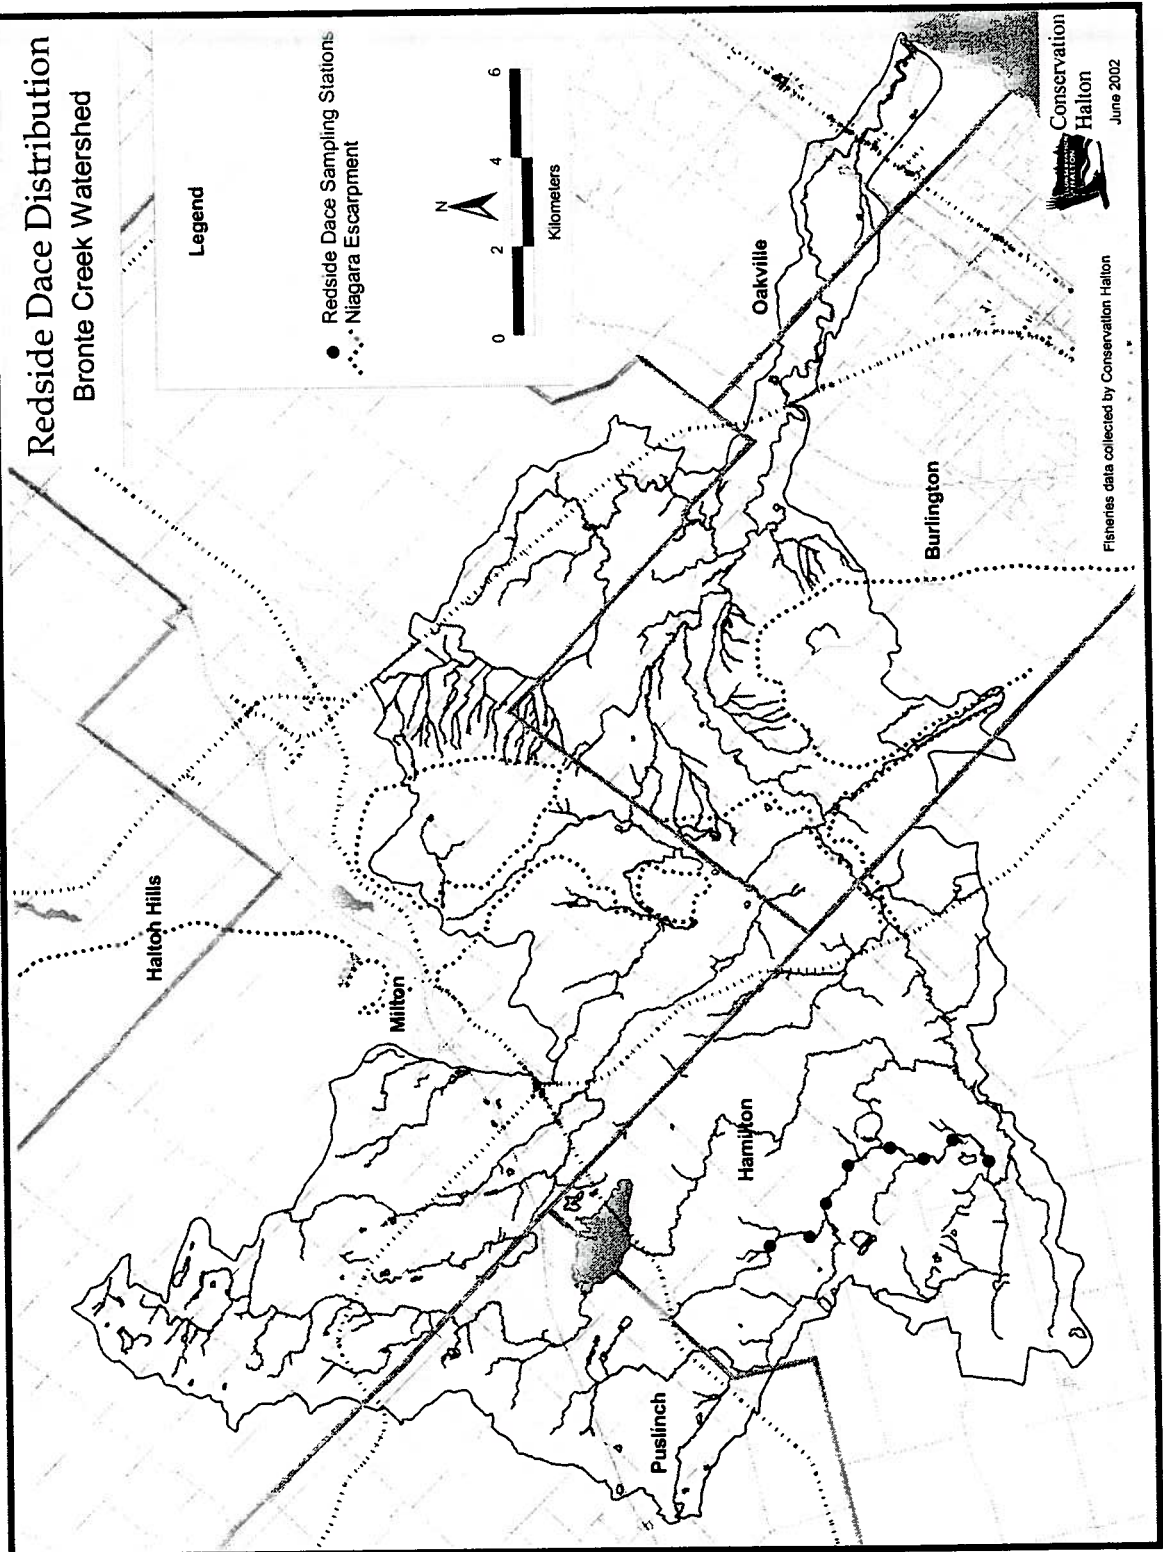 Redside Dace Distribution
Bronte Creek Watershed
Legend
Redside Dace Sampling Stations
Niagara Escarpment
N
0 2 4 6
Kilometers
Halton Hills
Milton
Oakville
Burlington
Hamilton
Puslinch
Conservation
Halton
June 2002
Fisheries data collected by Conservation Halton